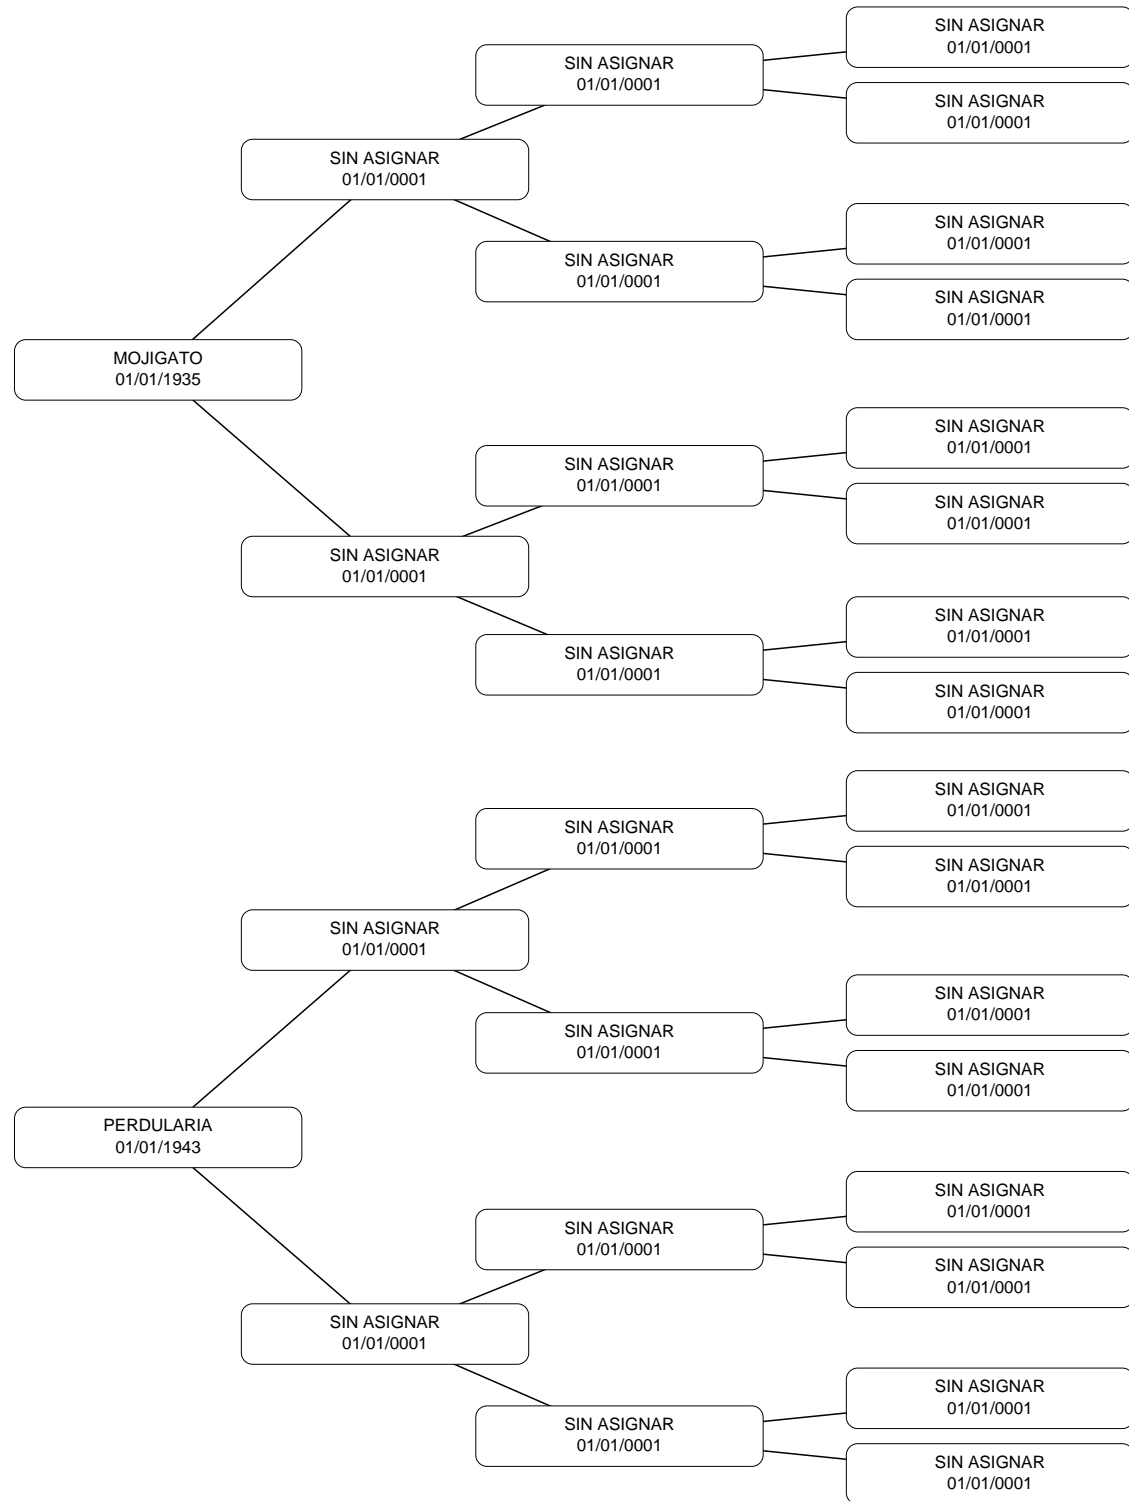 SIN ASIGNAR
01/01/0001
SIN ASIGNAR
01/01/0001
SIN ASIGNAR
01/01/0001
SIN ASIGNAR
01/01/0001
SIN ASIGNAR
01/01/0001
SIN ASIGNAR
01/01/0001
SIN ASIGNAR
01/01/0001
MOJIGATO
01/01/1935
SIN ASIGNAR
01/01/0001
SIN ASIGNAR
01/01/0001
SIN ASIGNAR
01/01/0001
SIN ASIGNAR
01/01/0001
SIN ASIGNAR
01/01/0001
SIN ASIGNAR
01/01/0001
SIN ASIGNAR
01/01/0001
SIN ASIGNAR
01/01/0001
SIN ASIGNAR
01/01/0001
SIN ASIGNAR
01/01/0001
SIN ASIGNAR
01/01/0001
SIN ASIGNAR
01/01/0001
SIN ASIGNAR
01/01/0001
SIN ASIGNAR
01/01/0001
PERDULARIA
01/01/1943
SIN ASIGNAR
01/01/0001
SIN ASIGNAR
01/01/0001
SIN ASIGNAR
01/01/0001
SIN ASIGNAR
01/01/0001
SIN ASIGNAR
01/01/0001
SIN ASIGNAR
01/01/0001
SIN ASIGNAR
01/01/0001